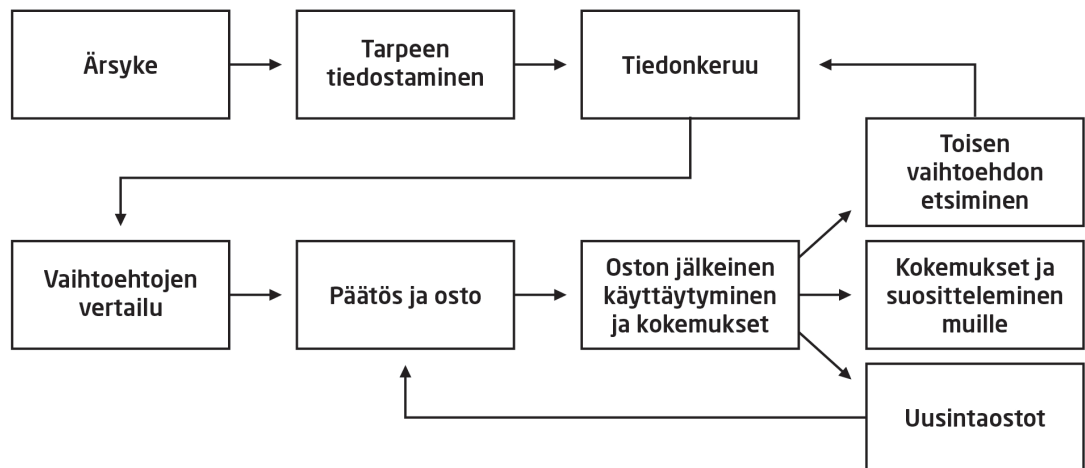 Ärsyke
Tarpeen
tiedostaminen
Tiedonkeruu
Toisen
vaihtoehdon
etsiminen
Vaihtoehtojen
vertailu
Päätös ja osto
Oston jälkeinen
käyttäytyminen
ja kokemukset
Kokemukset ja
suositteleminen
muille
Uusintaostot